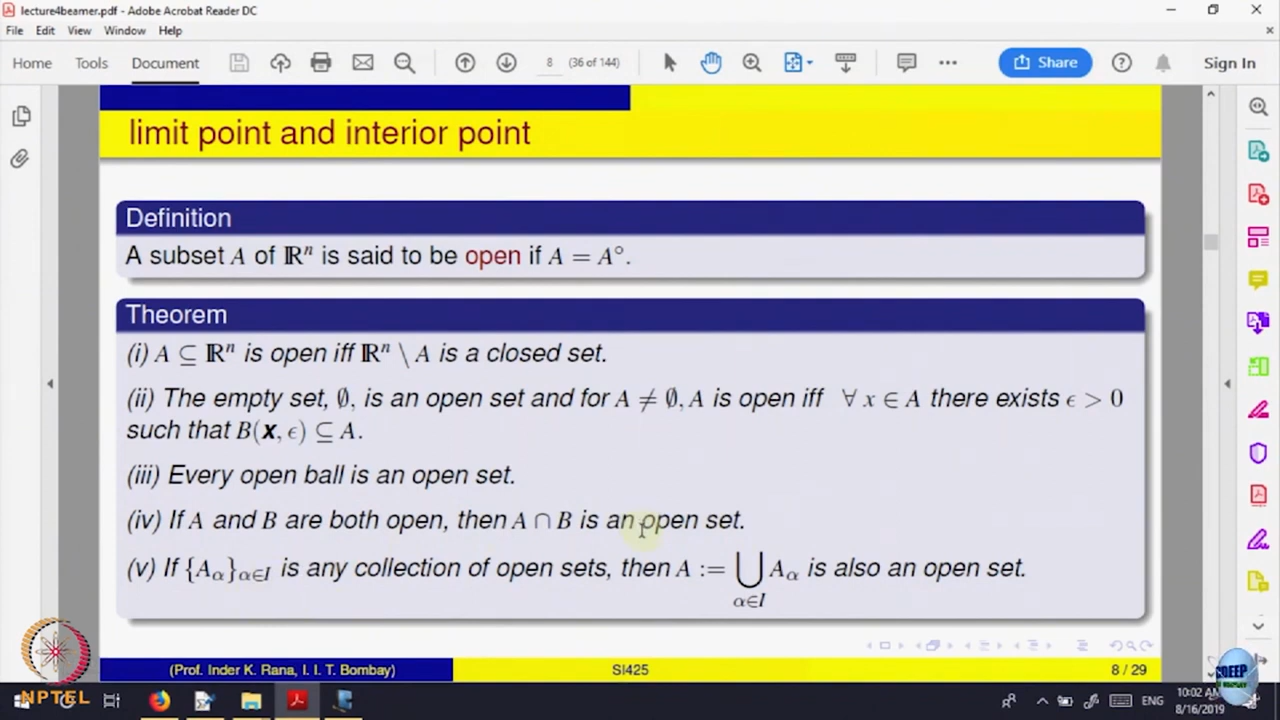 lecture4beamer.pdf - Adobe Acrobat Reader DC
File Edit View Window Help
Home Tools Document 8 (36 of 144) Share Sign In
limit point and interior point
Definition
A subset A of ℝⁿ is said to be open if A = A°.
Theorem
(i) A ⊆ ℝⁿ is open iff ℝⁿ \ A is a closed set.
(ii) The empty set, ∅, is an open set and for A ≠ ∅, A is open iff ∀ x ∈ A there exists ϵ > 0
such that B(x, ϵ) ⊆ A.
(iii) Every open ball is an open set.
(iv) If A and B are both open, then A ∩ B is an open set.
(v) If {A_α}_{α∈I} is any collection of open sets, then A := ⋃_{α∈I} A_α is also an open set.
(Prof. Inder K. Rana, I. I. T. Bombay) SI425 8 / 29
NPTEL
CDEEP
ENG
10:02 AM
8/16/2019